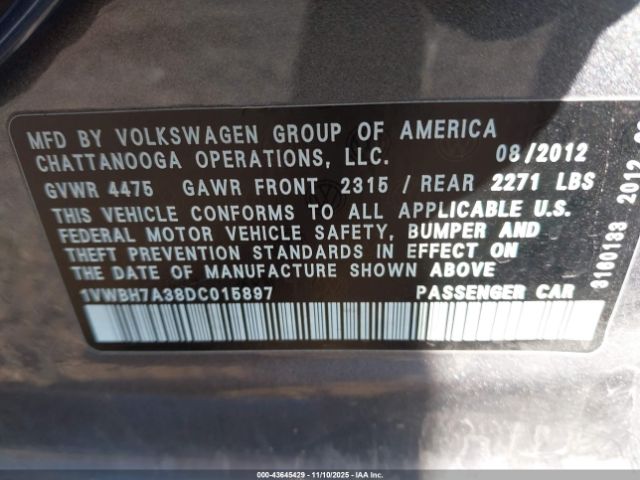 MFD BY VOLKSWAGEN GROUP OF AMERICA
CHATTANOOGA OPERATIONS, LLC. 08/2012
GVWR 4475 GAWR FRONT 2315 / REAR 2271 LBS
THIS VEHICLE CONFORMS TO ALL APPLICABLE U.S.
FEDERAL MOTOR VEHICLE SAFETY, BUMPER AND
THEFT PREVENTION STANDARDS IN EFFECT ON
THE DATE OF MANUFACTURE SHOWN ABOVE
1VWBH7A38DC015897 PASSENGER CAR
3160133 2012
000-43645429 - 11/10/2025 - IAA, Inc.